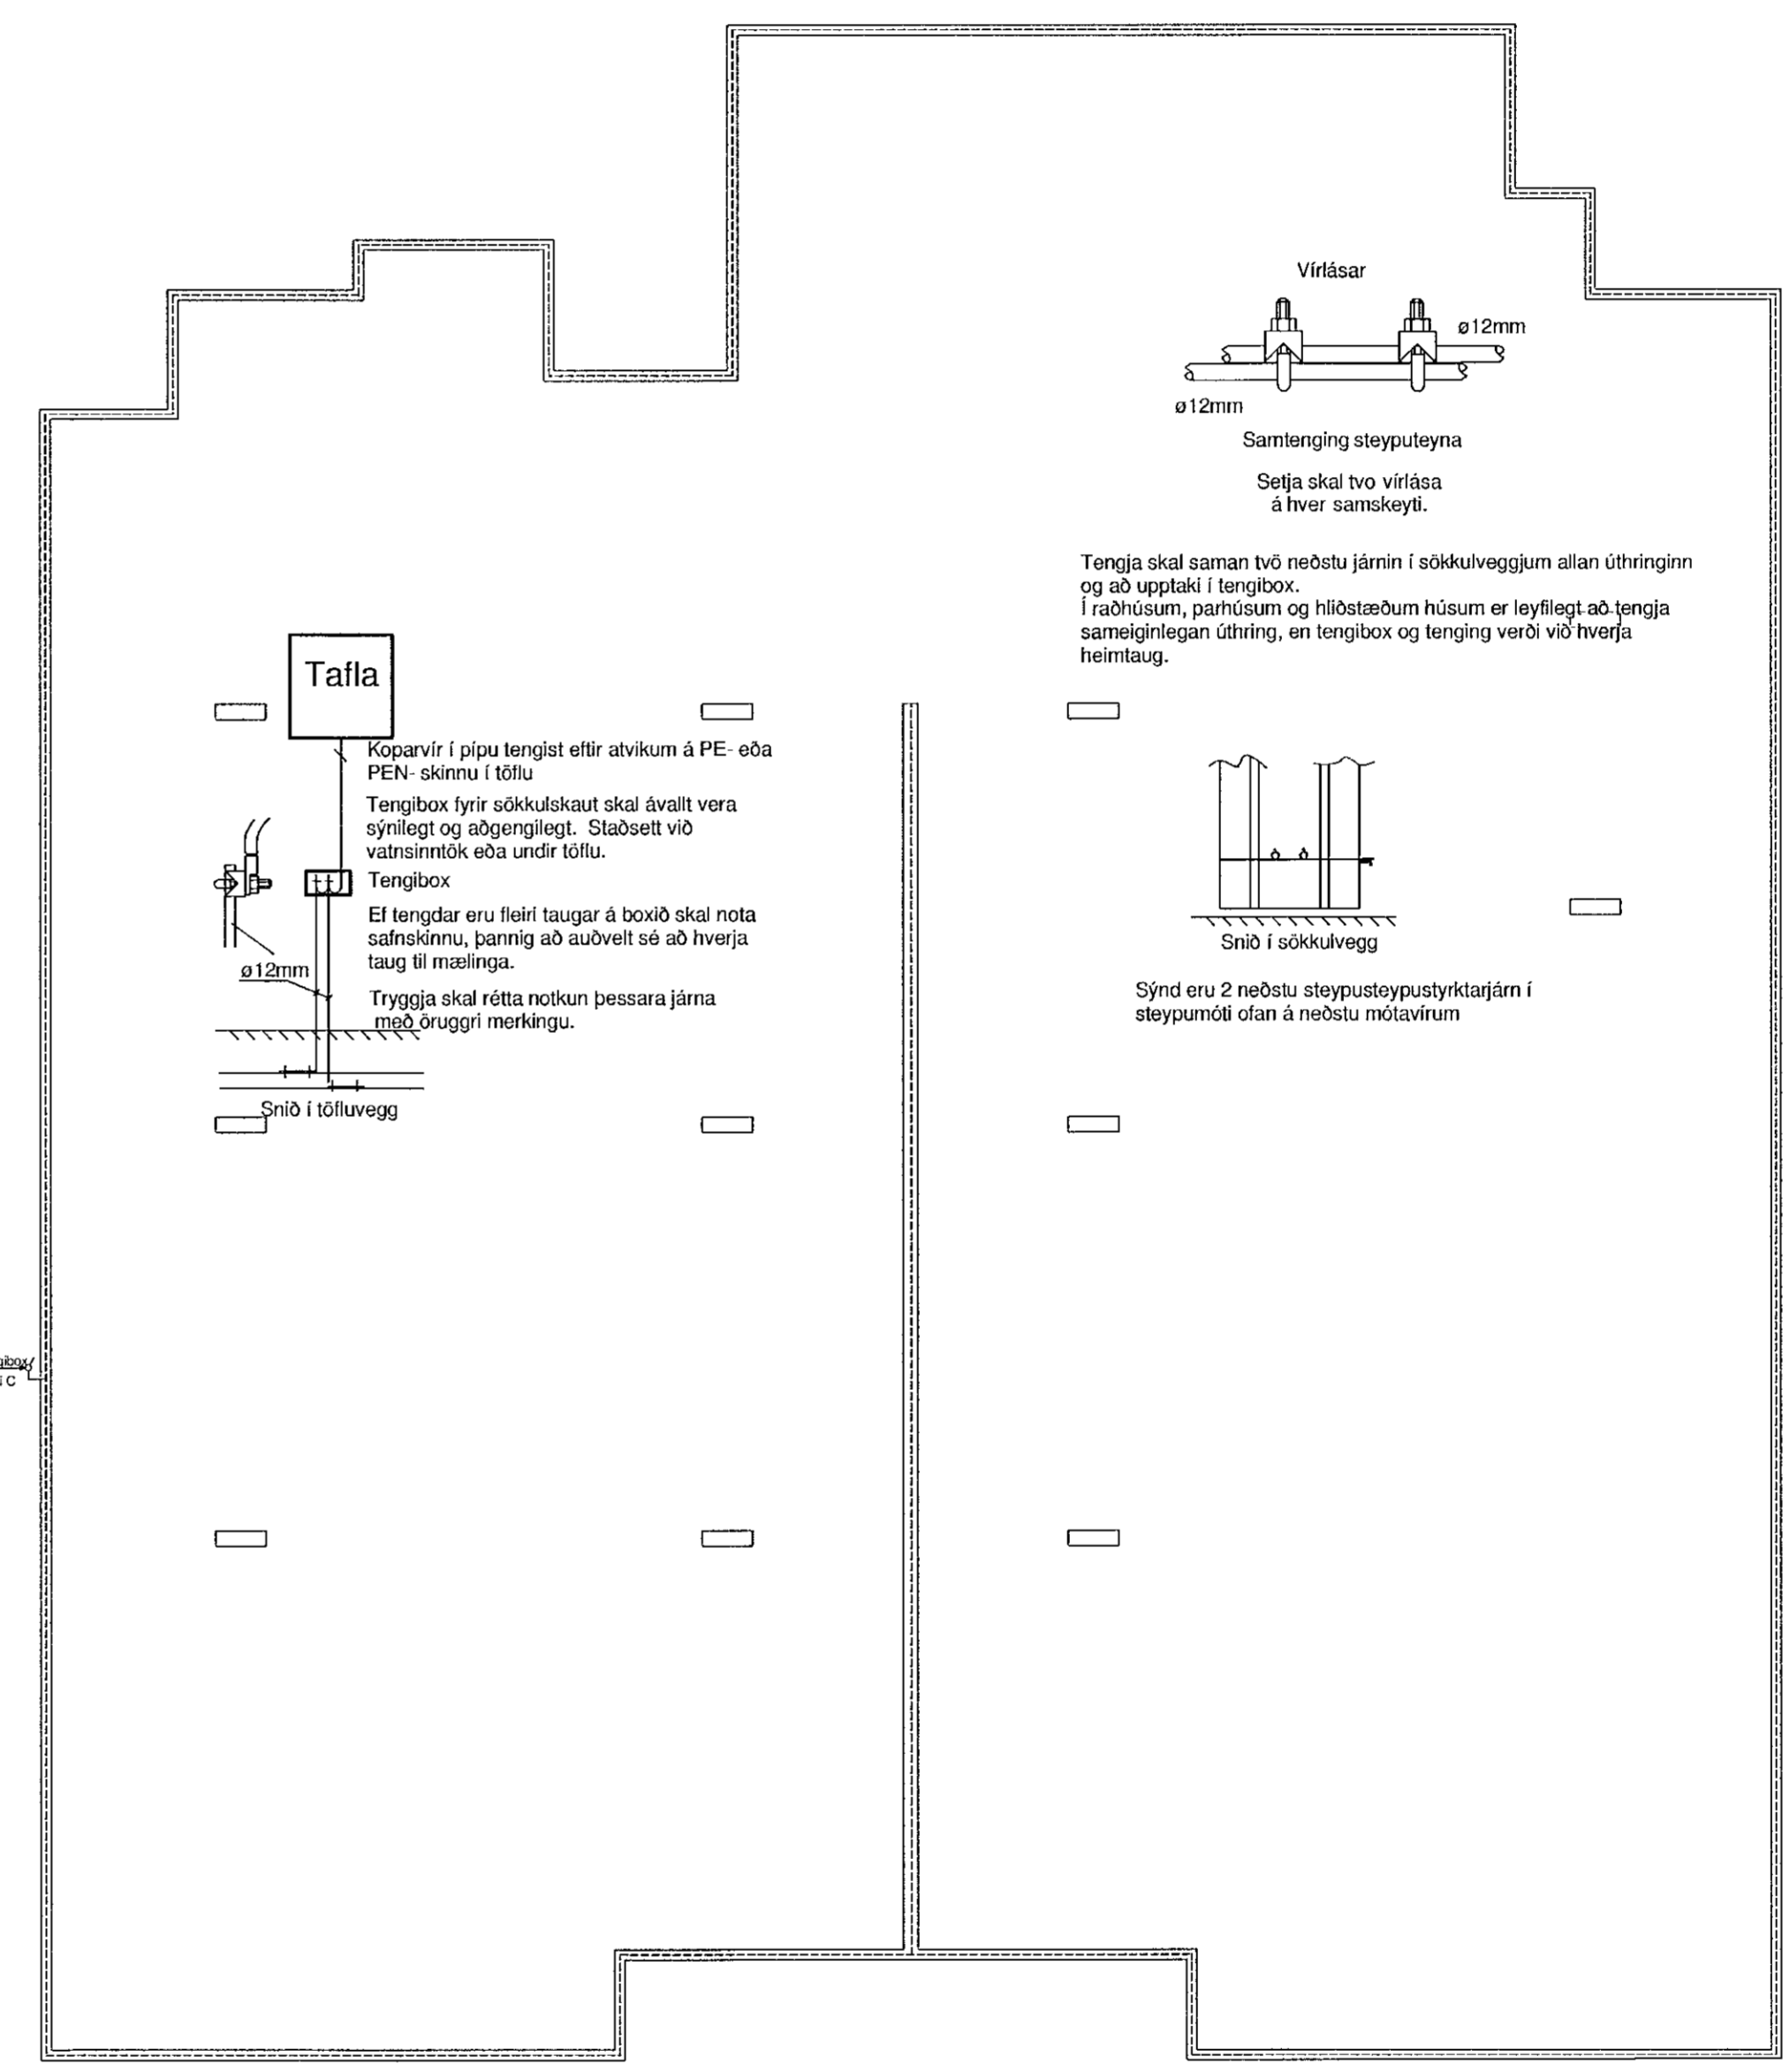 Vírlásar
ø12mm
ø12mm
Samtenging steyputeyna
Setja skal tvo vírlása
á hver samskeyti.
Tengja skal saman tvö neðstu járnin í sökkulveggjum allan úthringinn
og að upptaki í tengibox.
Í raðhúsum, parhúsum og hliðstæðum húsum er leyfilegt að tengja
sameiginlegan úthring, en tengibox og tenging verði við hverja
heimtaug.
Tafla
Koparvír í pípu tengist eftir atvikum á PE- eða
PEN- skinnu í töflu
Tengibox fyrir sökkulskaut skal ávallt vera
sýnilegt og aðgengilegt. Staðsett við
vatnsinntök eða undir töflu.
Tengibox
Ef tengdar eru fleiri taugar á boxið skal nota
safnskinnu, þannig að auðvelt sé að hverja
taug til mælinga.
ø12mm
Tryggja skal rétta notkun þessara járna
með öruggri merkingu.
Snið í töfluvegg
Snið í sökkulvegg
Sýnd eru 2 neðstu steypusteypustyrktarjárn í
steypumóti ofan á neðstu mótavírum
gibox
C